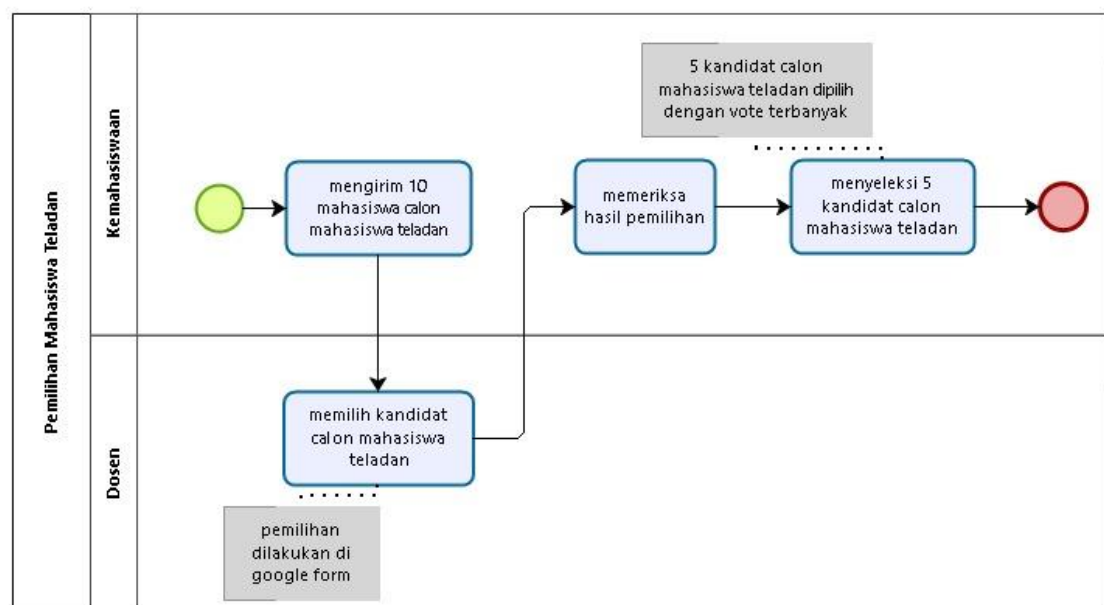 Pemilihan Mahasiswa Teladan
Kemahasiswaan
mengirim 10
mahasiswa calon
mahasiswa teladan
memeriksa
hasil pemilihan
5 kandidat calon
mahasiswa teladan dipilih
dengan vote terbanyak
menyeleksi 5
kandidat calon
mahasiswa teladan
Dosen
memilih kandidat
calon mahasiswa
teladan
pemilihan
dilakukan di
google form